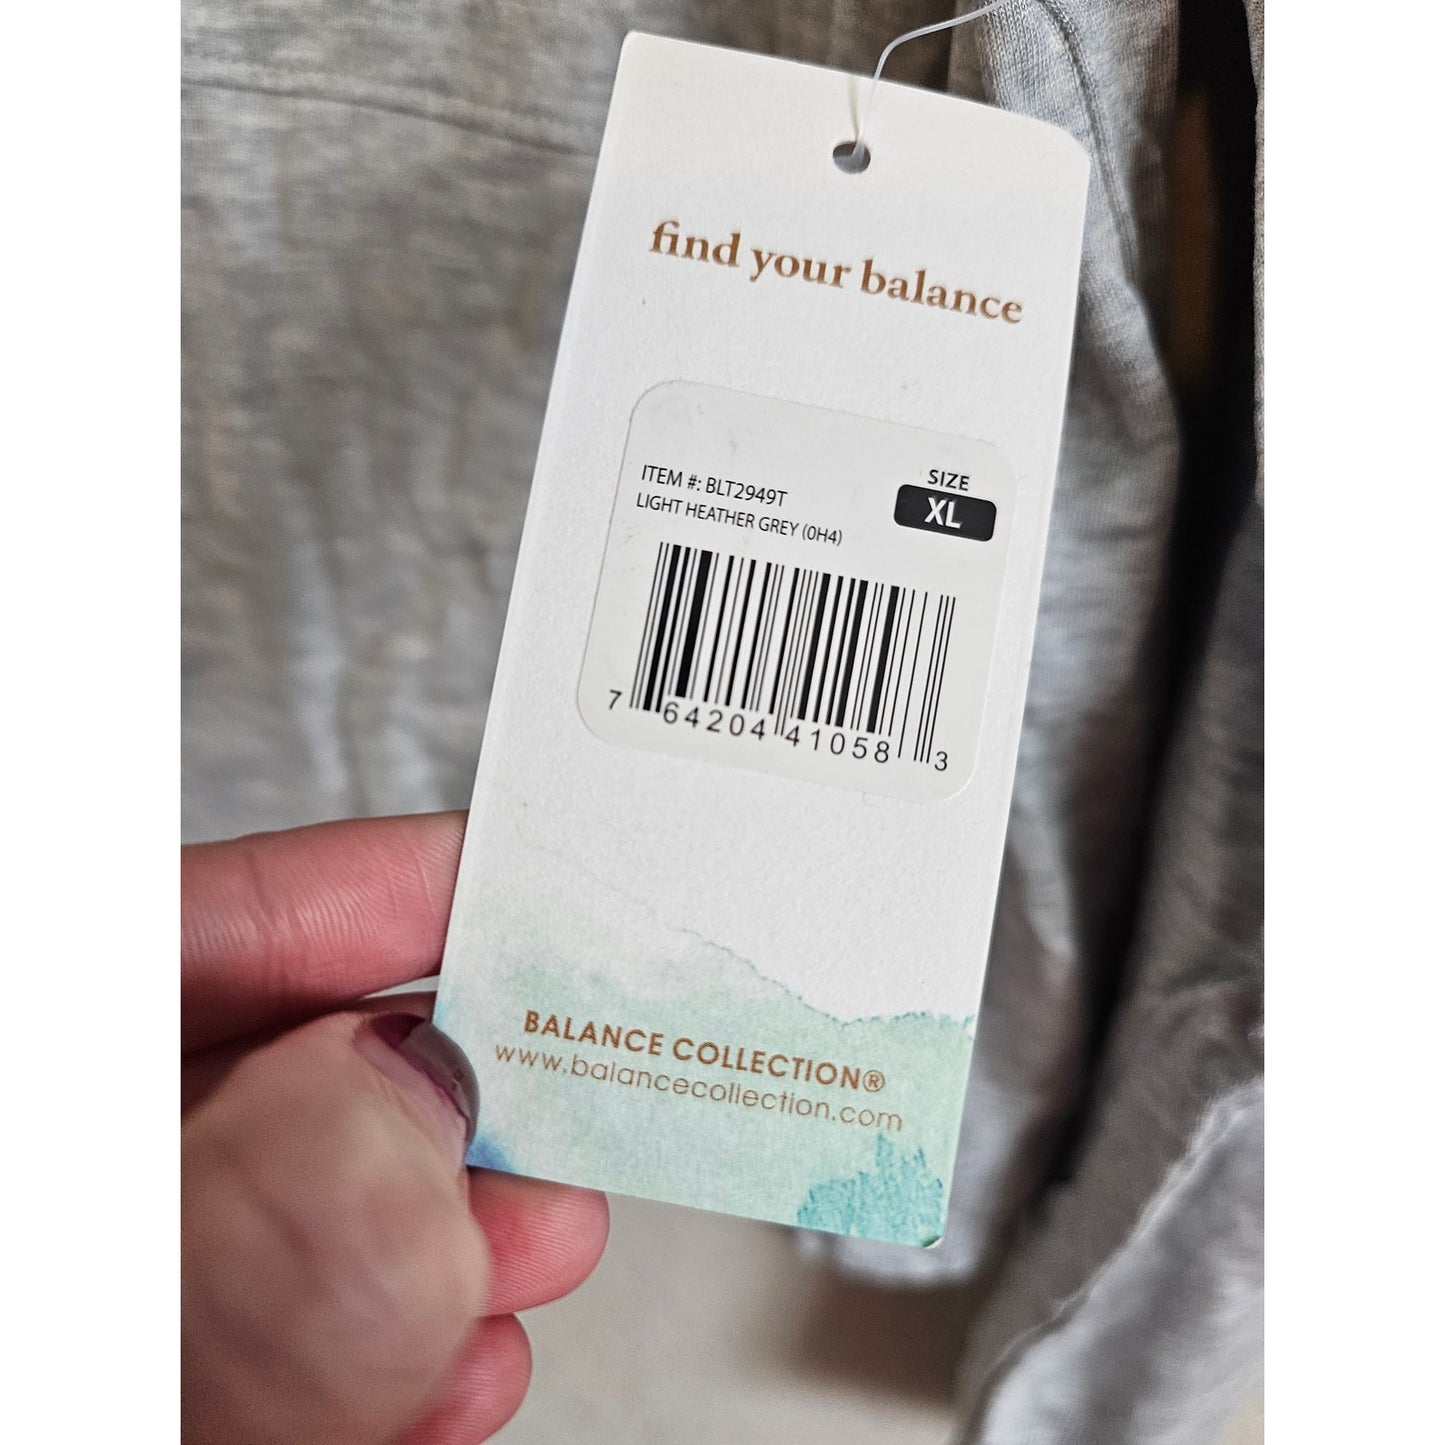 find your balance
ITEM #: BLT2949T
LIGHT HEATHER GREY (0H4)
SIZE
XL
7 64204 41058 3
BALANCE COLLECTION®
www.balancecollection.com